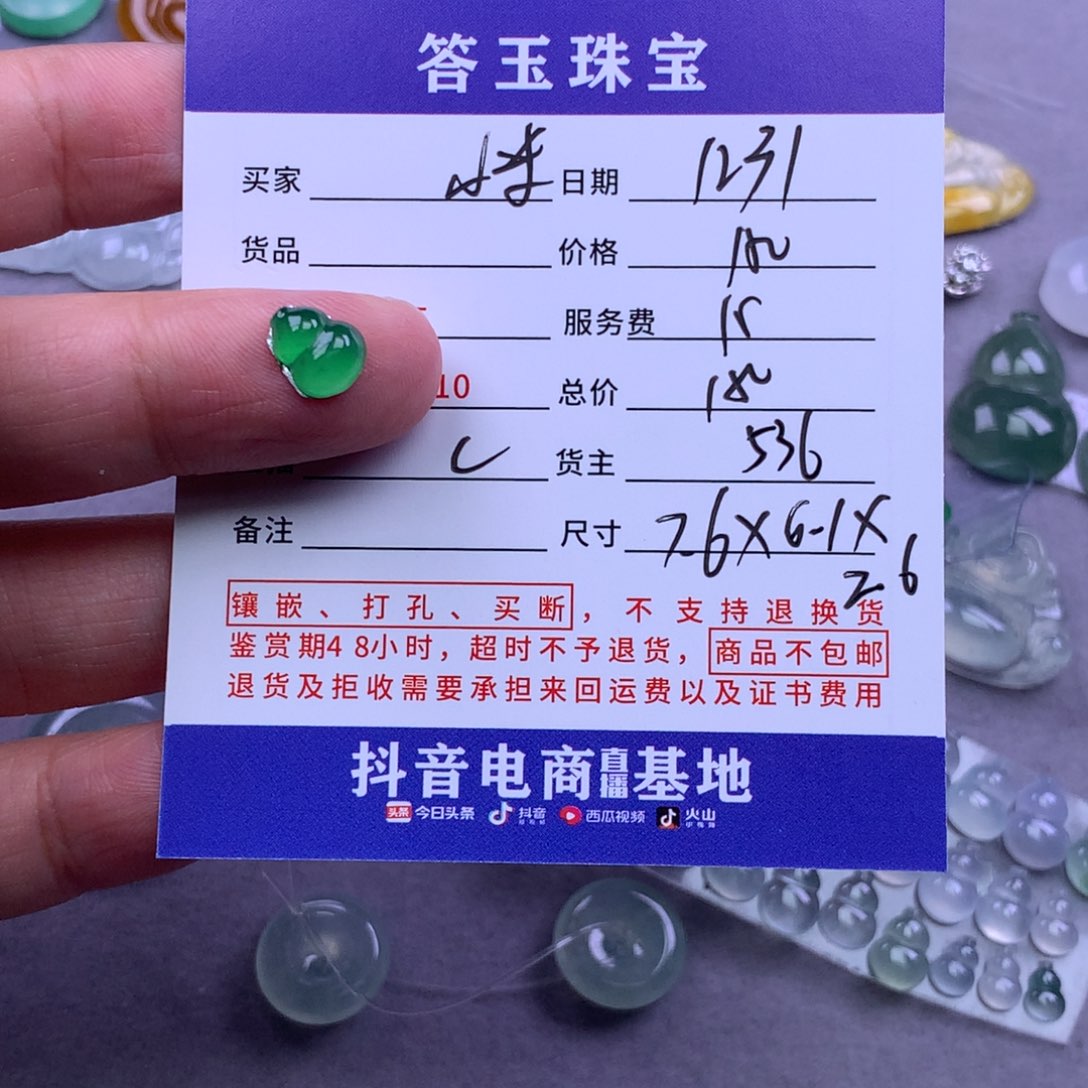 答玉珠宝
买家 日期 1231
货品 价格
服务费 15
10 总价
货主 536
备注 尺寸 7.6X6.1X
2.6
镶嵌、打孔、买断，不支持退换货
鉴赏期48小时，超时不予退货，商品不包邮
退货及拒收需要承担来回运费以及证书费用
抖音电商直播基地
头条 今日头条 抖音 西瓜视频 火山